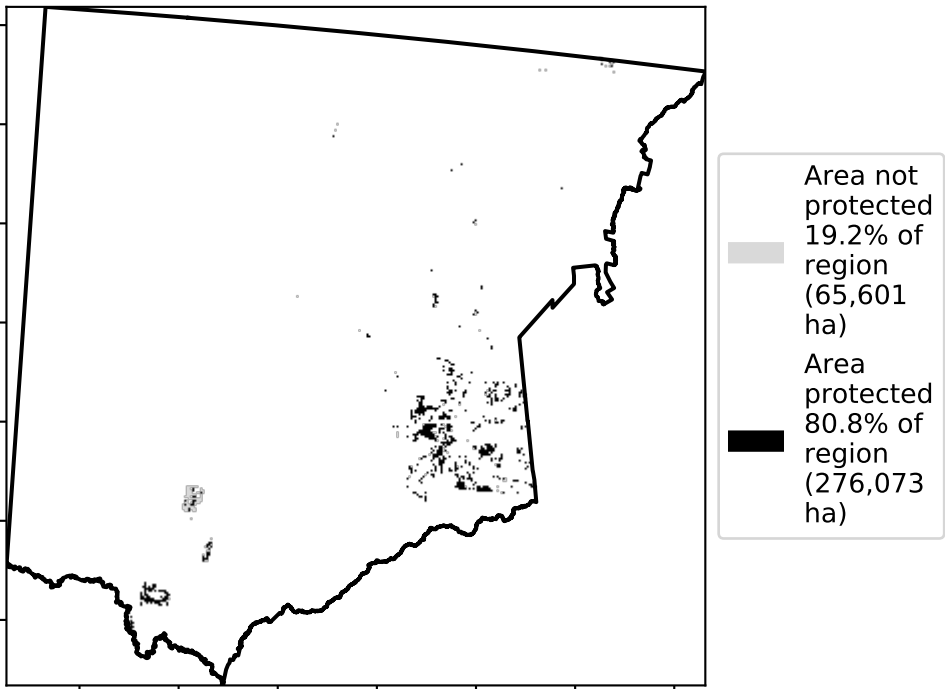 Area not
protected
19.2% of
region
(65,601
ha)
Area
protected
80.8% of
region
(276,073
ha)